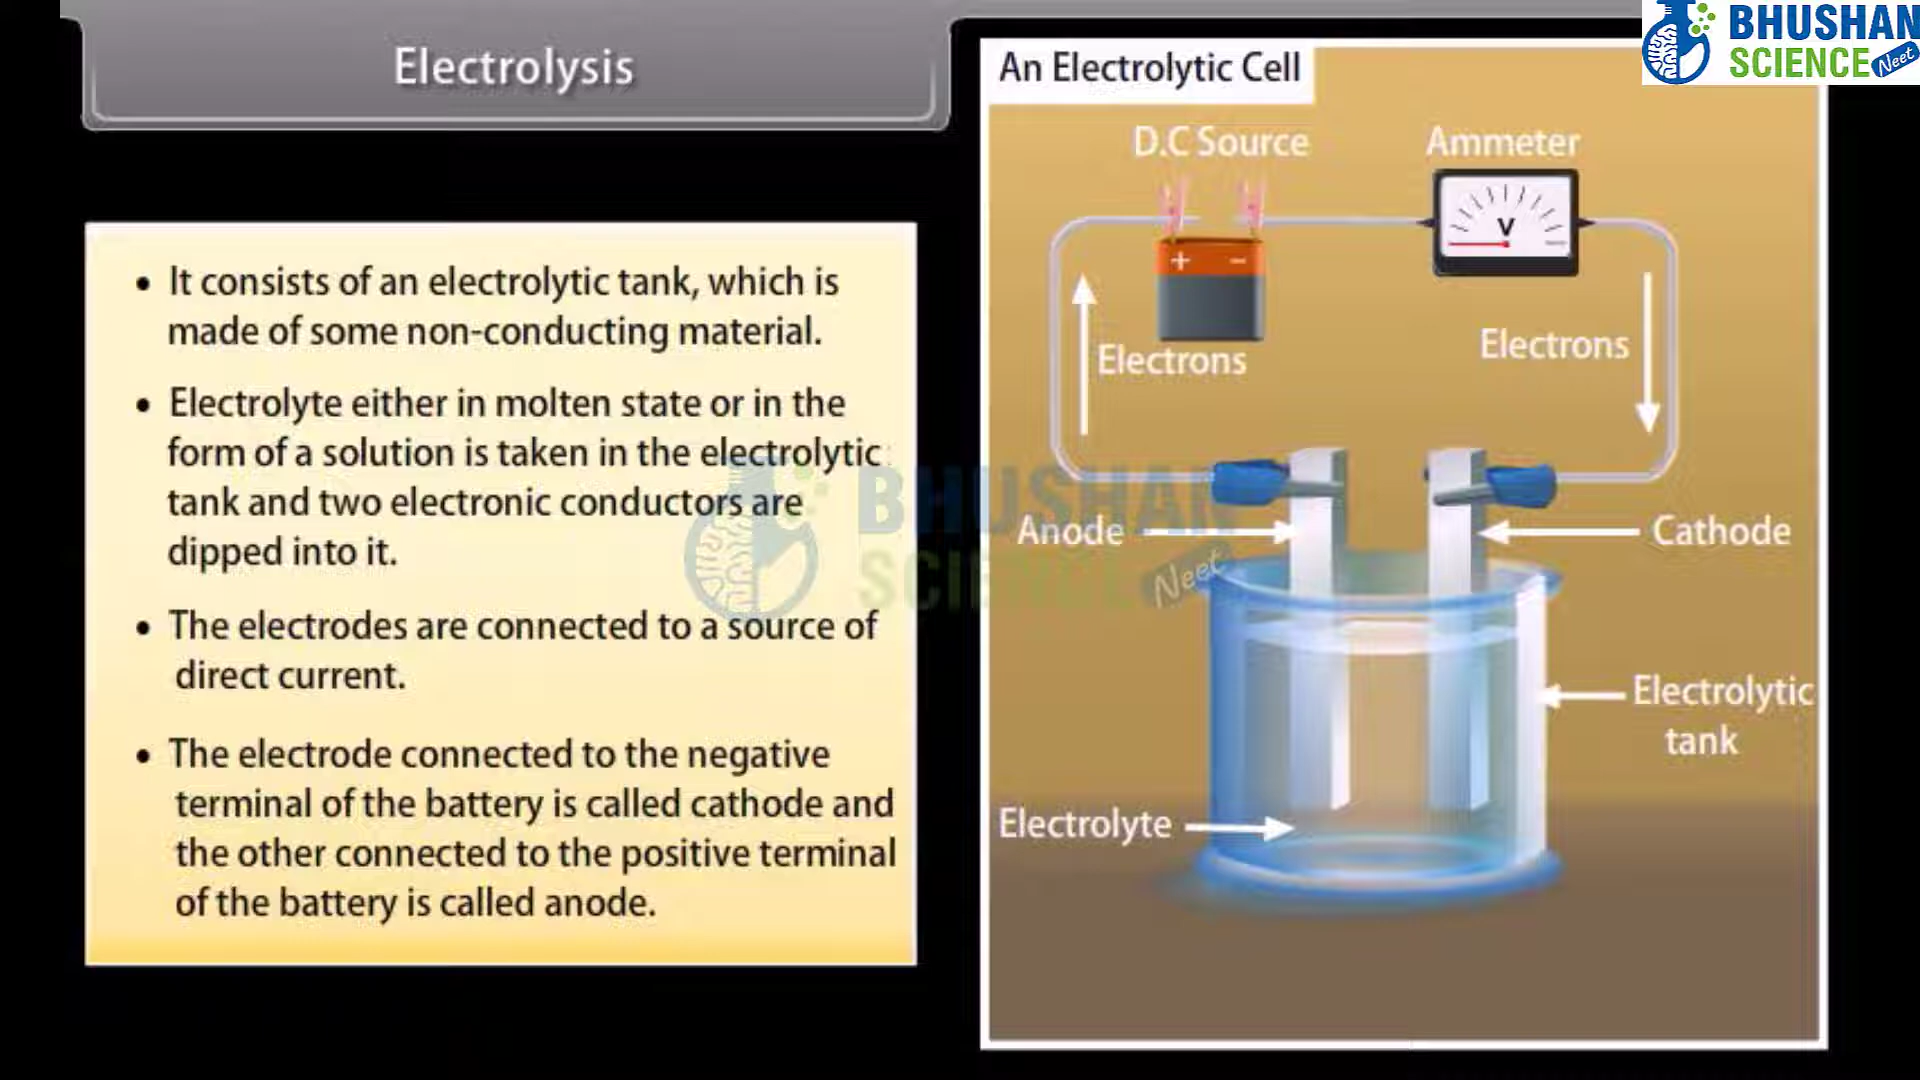 Electrolysis
• It consists of an electrolytic tank, which is
made of some non-conducting material.
• Electrolyte either in molten state or in the
form of a solution is taken in the electrolytic
tank and two electronic conductors are
dipped into it.
• The electrodes are connected to a source of
direct current.
• The electrode connected to the negative
terminal of the battery is called cathode and
the other connected to the positive terminal
of the battery is called anode.
An Electrolytic Cell
BHUSHAN
SCIENCE Neet
D.C Source
Ammeter
V
+ −
Electrons
Electrons
Anode
Cathode
Electrolytic
tank
Electrolyte
BHUSHAN
SCIENCE Neet